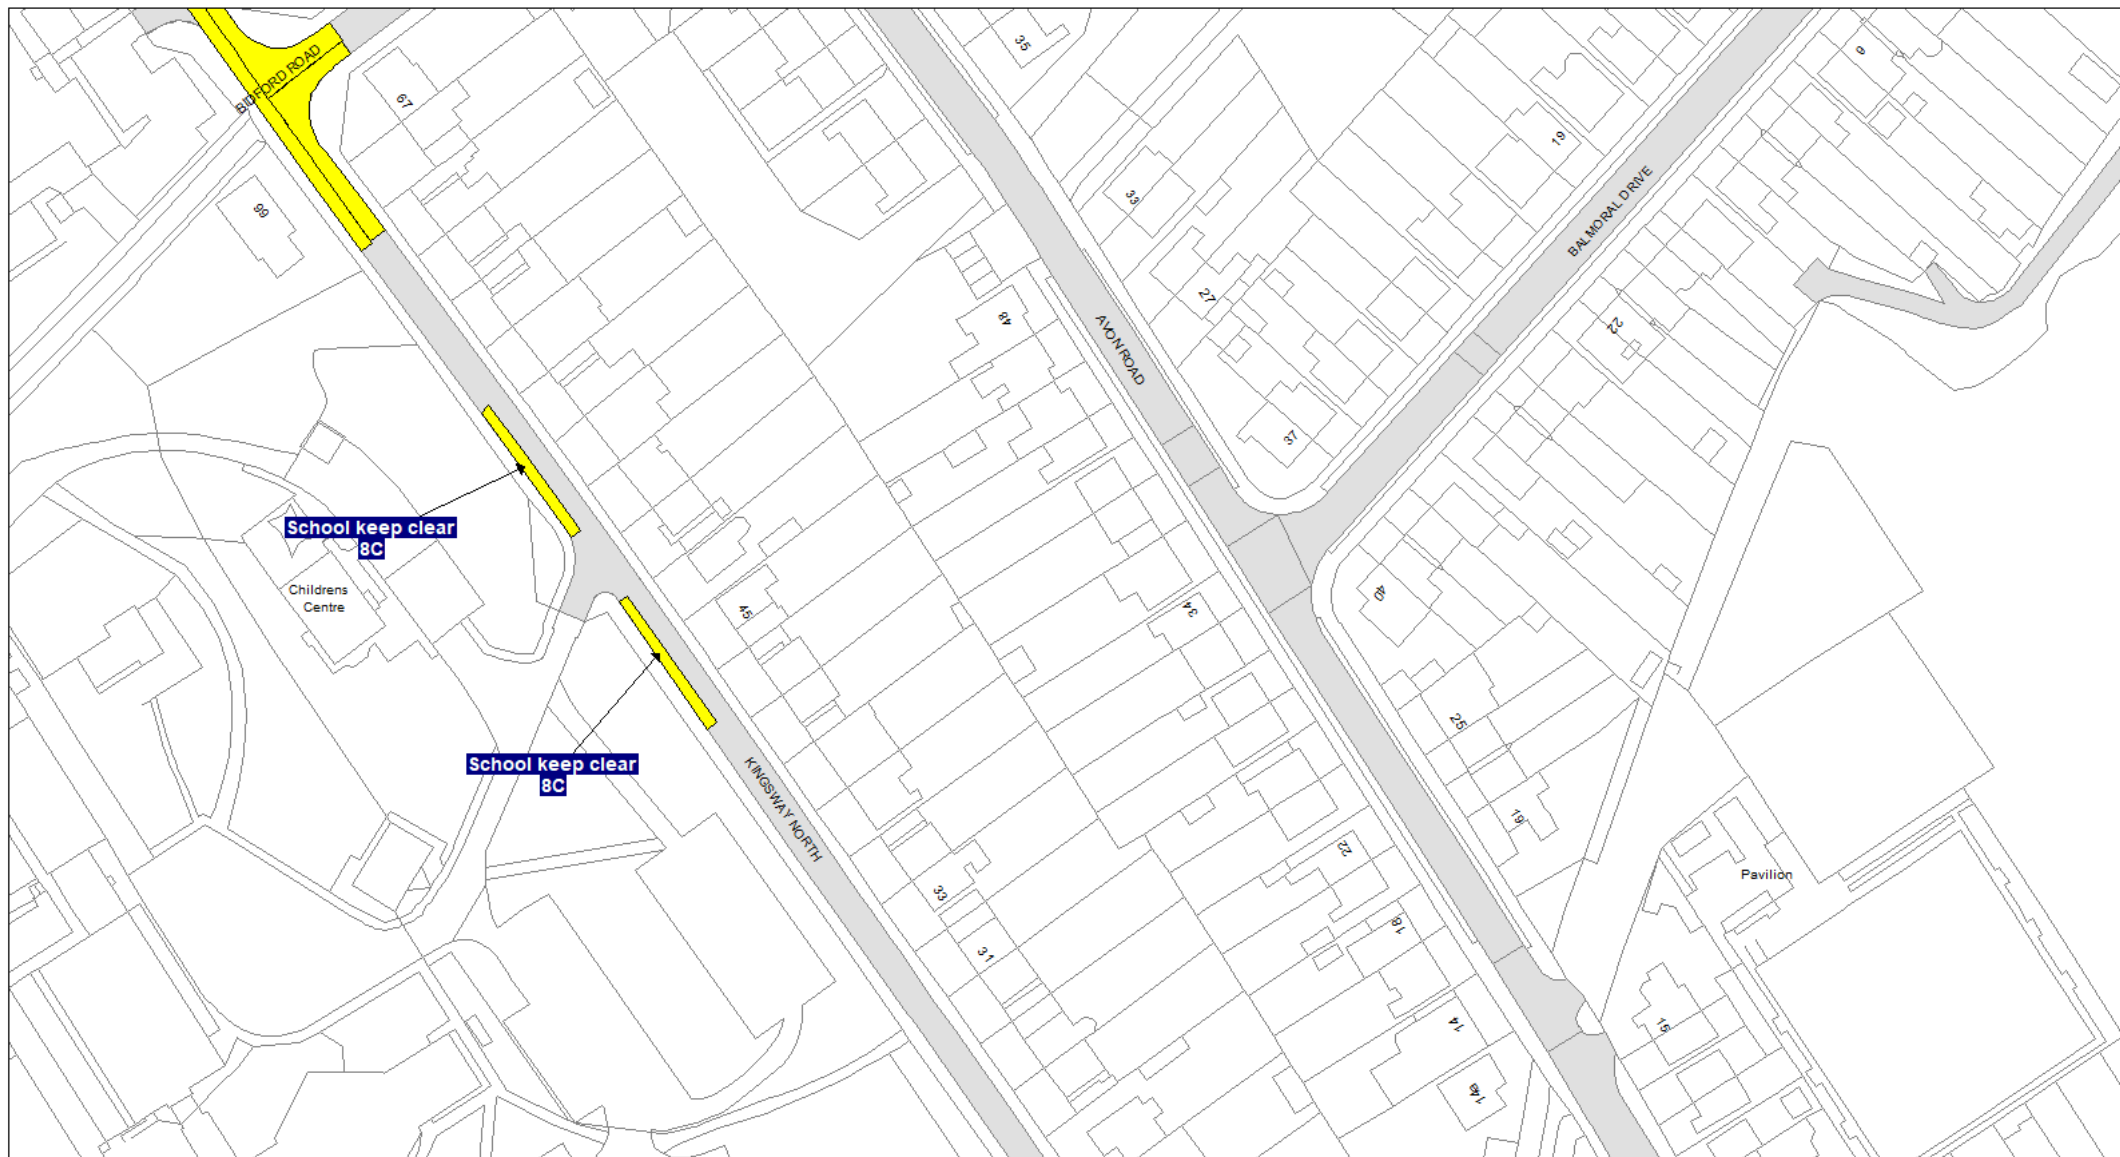 35
9
BIDFORD ROAD
67
19
33
BALMORAL DRIVE
99
27
48
22
AVON ROAD
37
School keep clear
8C
Childrens
Centre
40
34
45
25
School keep clear
8C
KINGSWAY NORTH
19
22
Pavilion
33
18
31
14
15
14a